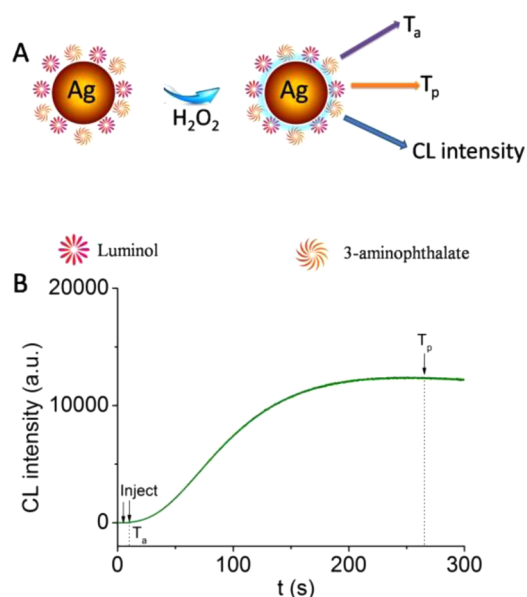 A
Ag
H₂O₂
Ag
Tₐ
Tₚ
CL intensity
Luminol
3-aminophthalate
B
20000
10000
0
CL intensity (a.u.)
Inject
Tₐ
Tₚ
0
100
200
300
t (s)